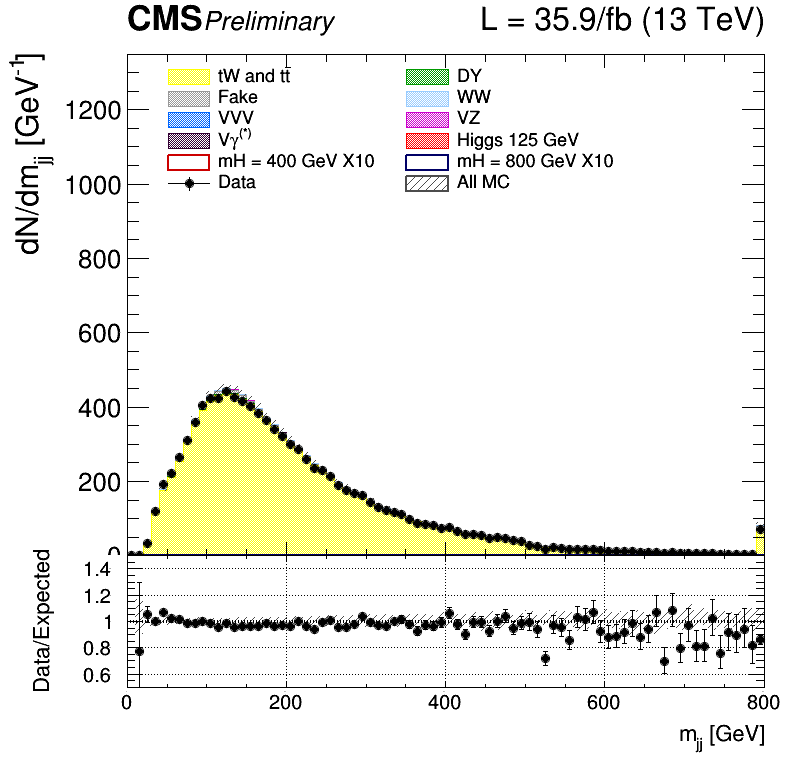 CMS Preliminary L = 35.9/fb (13 TeV)
dN/dm_jj [GeV⁻¹]
tW and tt̄ DY
Fake WW
VVV VZ
Vγ(*) Higgs 125 GeV
mH = 400 GeV X10 mH = 800 GeV X10
Data All MC
1200
1000
800
600
400
200
0
Data/Expected
1.4
1.2
1
0.8
0.6
0 200 400 600 800
m_jj [GeV]